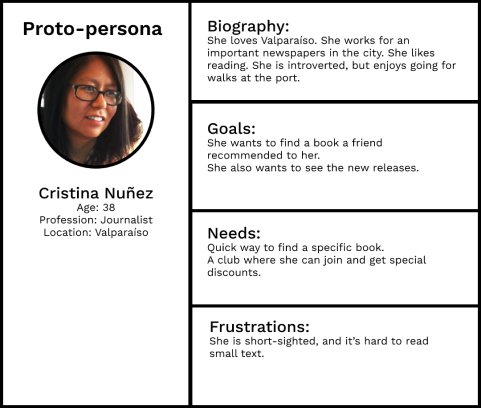 Proto-persona
Cristina Nuñez
Age: 38
Profession: Journalist
Location: Valparaíso
Biography:
She loves Valparaíso. She works for an
important newspapers in the city. She likes
reading. She is introverted, but enjoys going for
walks at the port.
Goals:
She wants to find a book a friend
recommended to her.
She also wants to see the new releases.
Needs:
Quick way to find a specific book.
A club where she can join and get special
discounts.
Frustrations:
She is short-sighted, and it’s hard to read
small text.